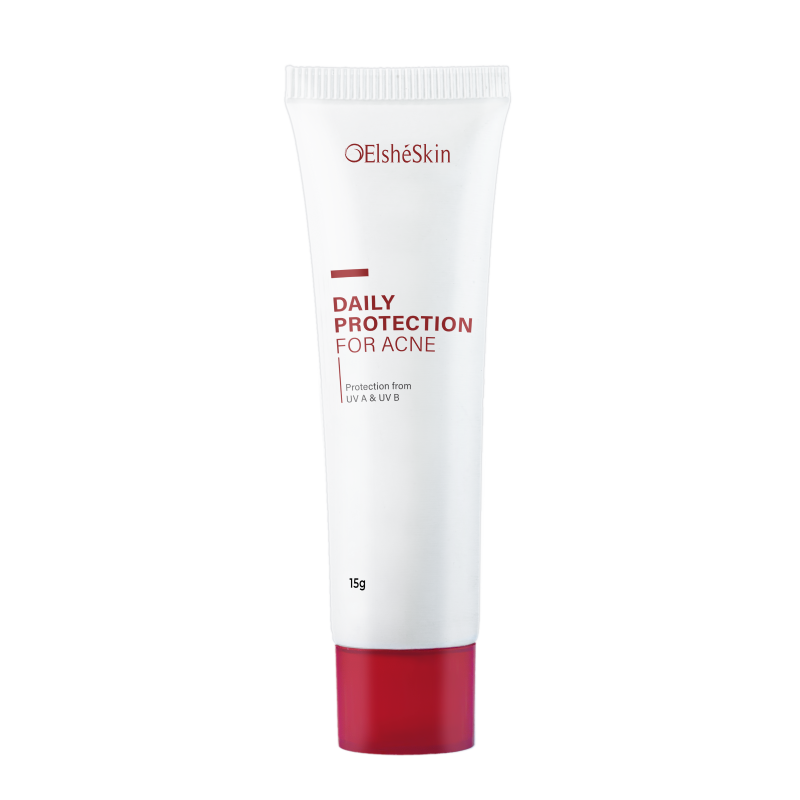 ElshéSkin
DAILY
PROTECTION
FOR ACNE
Protection from
UV A & UV B
15g